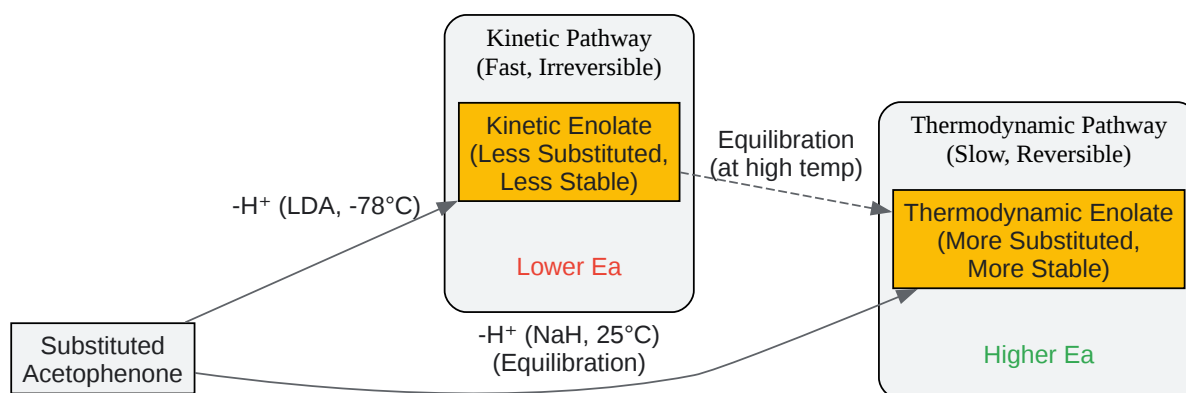 Kinetic Pathway
(Fast, Irreversible)
Kinetic Enolate
(Less Substituted,
Less Stable)
Lower Ea
Equilibration
(at high temp)
Thermodynamic Pathway
(Slow, Reversible)
Thermodynamic Enolate
(More Substituted,
More Stable)
Higher Ea
-H⁺ (LDA, -78°C)
-H⁺ (NaH, 25°C)
(Equilibration)
Substituted
Acetophenone